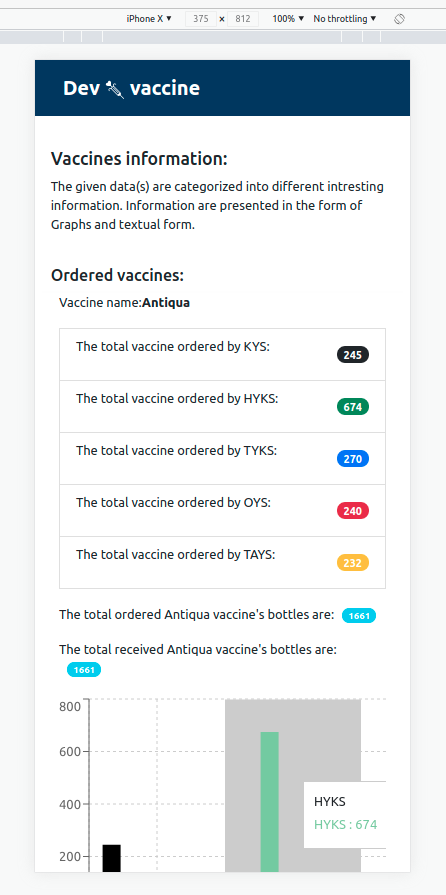 iPhone X ▼ 375 × 812 100% ▼ No throttling ▼
Dev vaccine
Vaccines information:
The given data(s) are categorized into different intresting
information. Information are presented in the form of
Graphs and textual form.
Ordered vaccines:
Vaccine name:Antiqua
The total vaccine ordered by KYS:
245
The total vaccine ordered by HYKS:
674
The total vaccine ordered by TYKS:
270
The total vaccine ordered by OYS:
240
The total vaccine ordered by TAYS:
232
The total ordered Antiqua vaccine's bottles are: 1661
The total received Antiqua vaccine's bottles are:
1661
800
600
400
200
HYKS
HYKS : 674